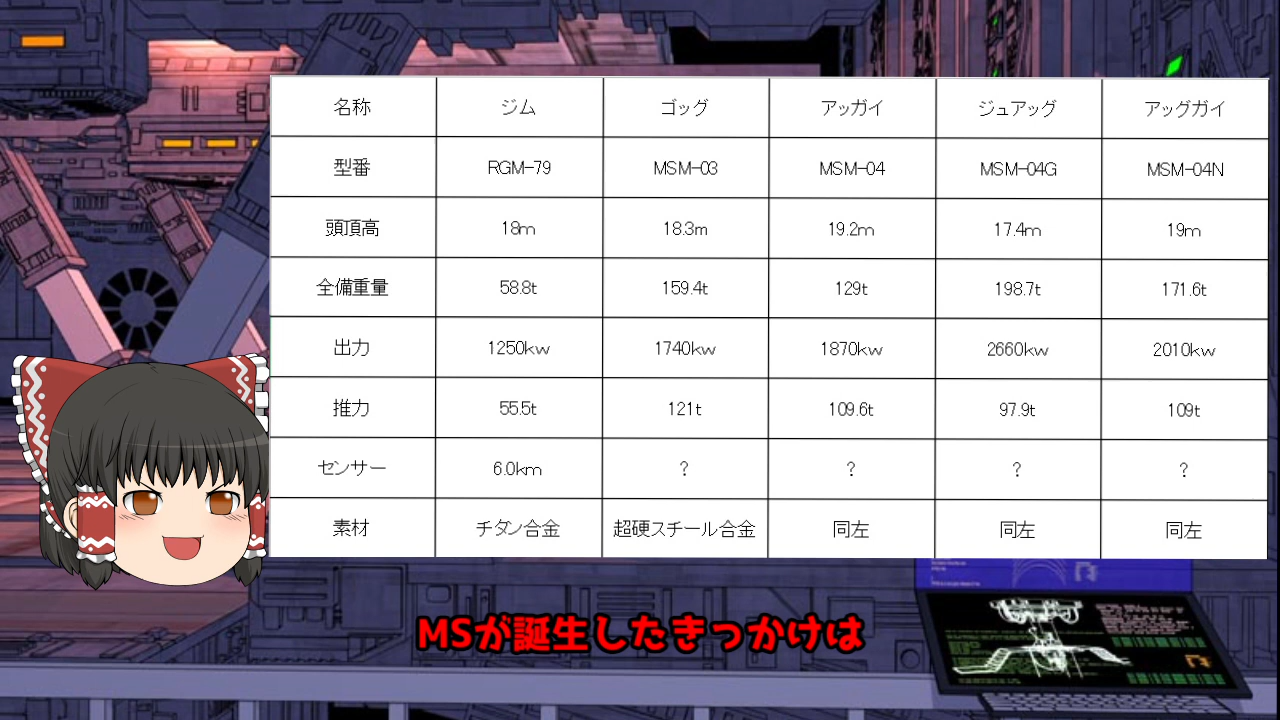 名称 ジム ゴッグ アッガイ ジュアッグ アッグガイ
型番 RGM-79 MSM-03 MSM-04 MSM-04G MSM-04N
頭頂高 18m 18.3m 19.2m 17.4m 19m
全備重量 58.8t 159.4t 129t 198.7t 171.6t
出力 1250kw 1740kw 1870kw 2660kw 2010kw
推力 55.5t 121t 109.6t 97.9t 109t
センサー 6.0km ? ? ? ?
素材 チダン合金 超硬スチール合金 同左 同左 同左
MSが誕生したきっかけは